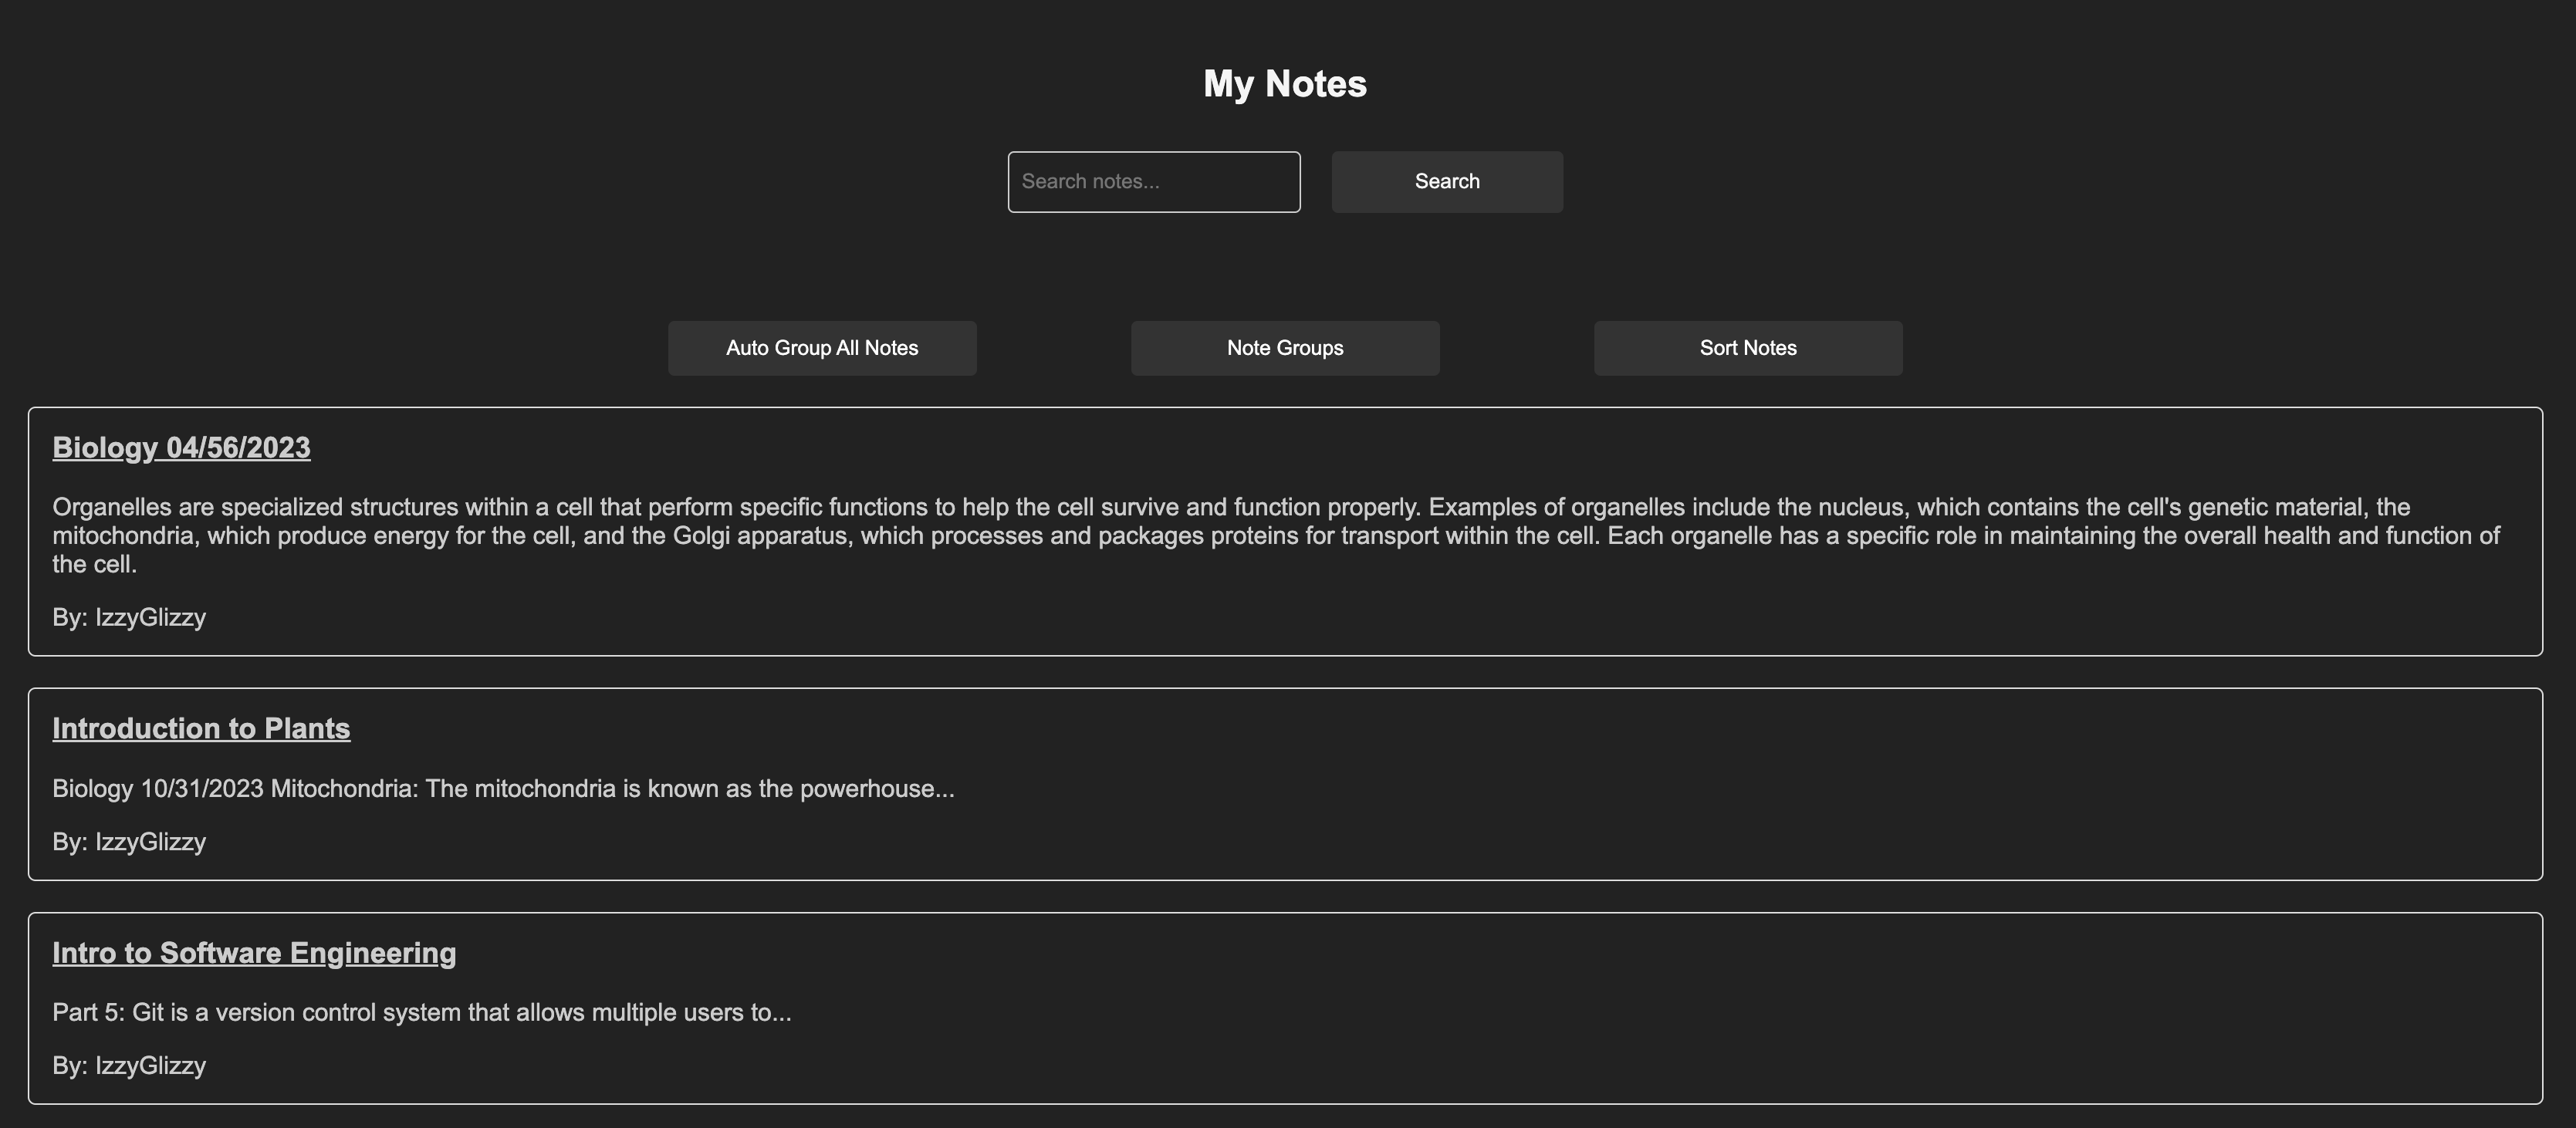 My Notes
Search notes...
Search
Auto Group All Notes
Note Groups
Sort Notes
Biology 04/56/2023
Organelles are specialized structures within a cell that perform specific functions to help the cell survive and function properly. Examples of organelles include the nucleus, which contains the cell's genetic material, the
mitochondria, which produce energy for the cell, and the Golgi apparatus, which processes and packages proteins for transport within the cell. Each organelle has a specific role in maintaining the overall health and function of
the cell.
By: IzzyGlizzy
Introduction to Plants
Biology 10/31/2023 Mitochondria: The mitochondria is known as the powerhouse...
By: IzzyGlizzy
Intro to Software Engineering
Part 5: Git is a version control system that allows multiple users to...
By: IzzyGlizzy